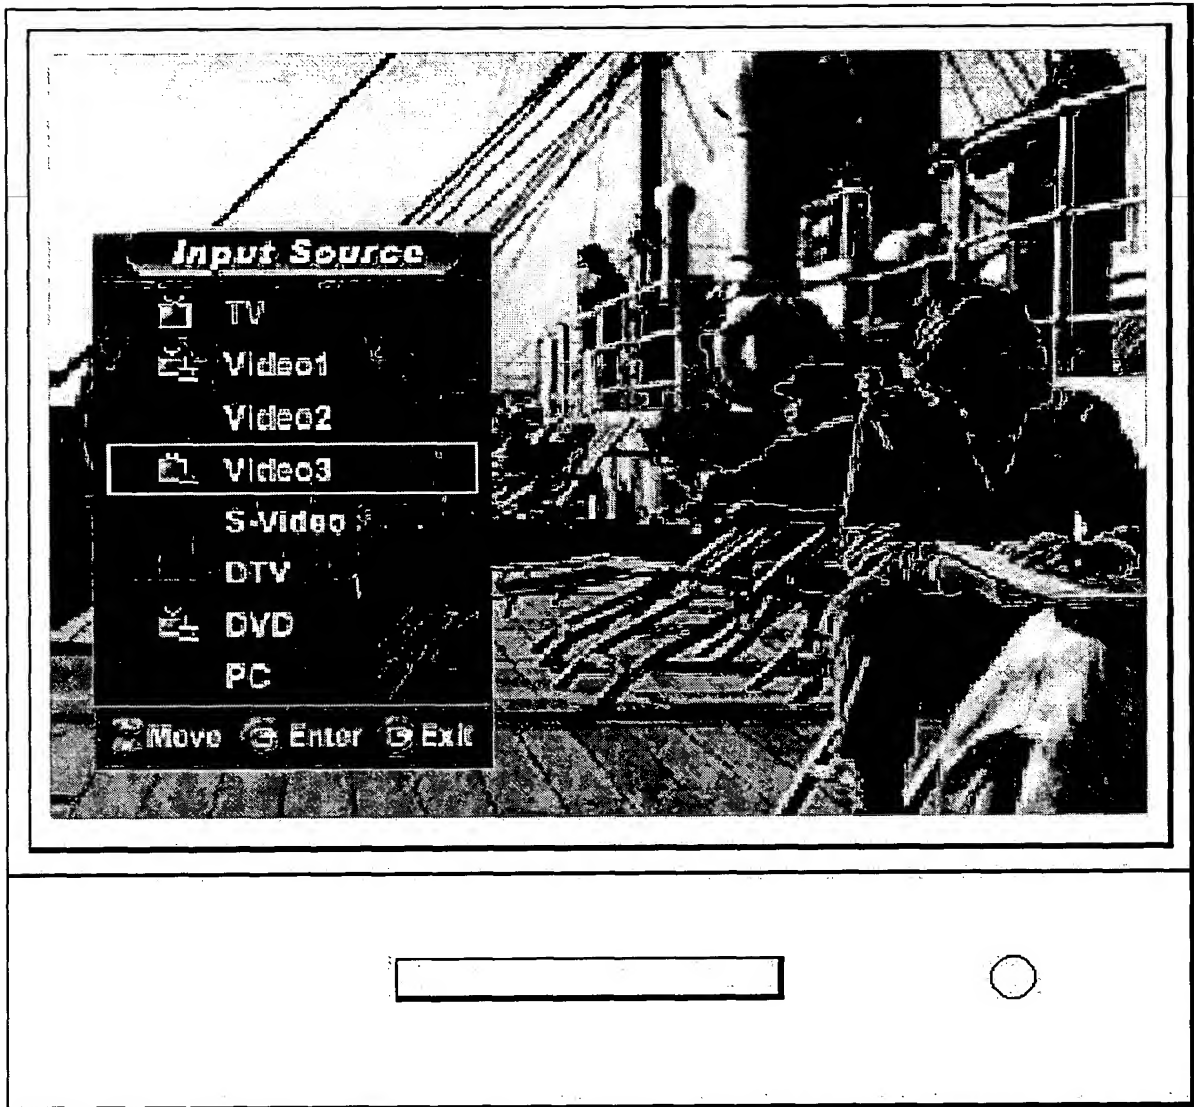 Input Source
TV
Video1
Video2
Video3
S-Video
DTV
DVD
PC
Move Enter Exit